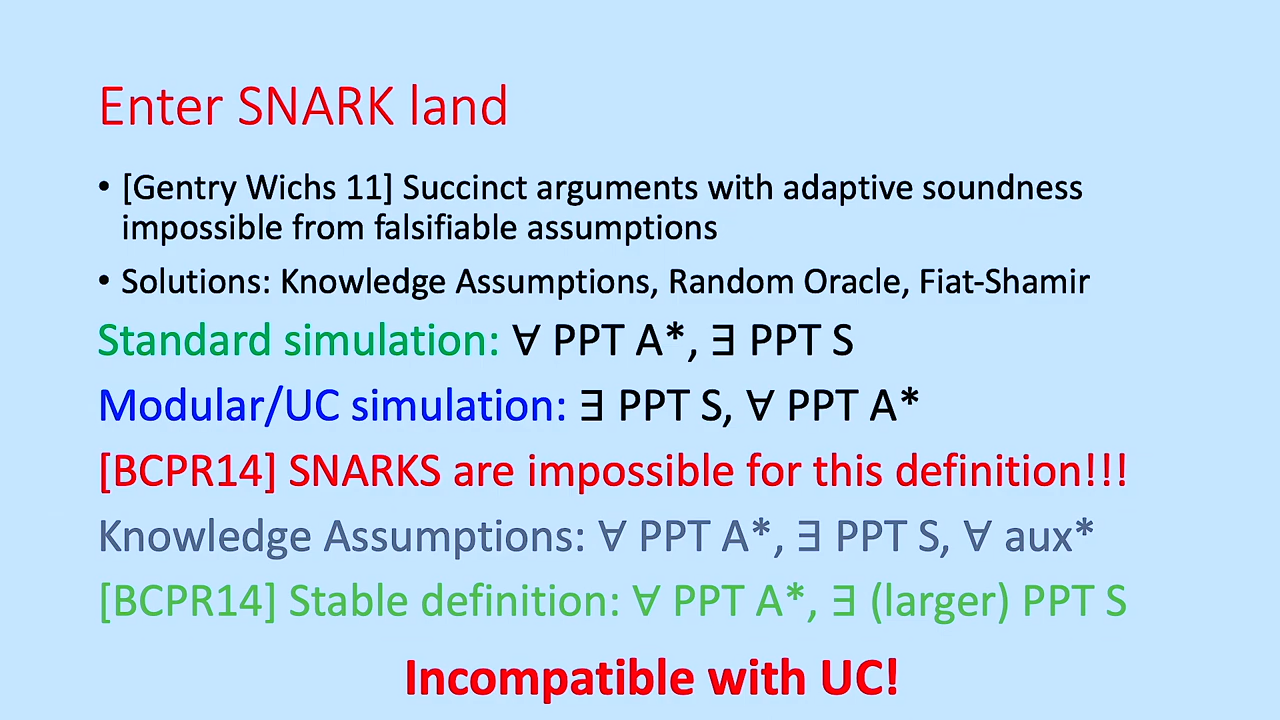 Enter SNARK land
• [Gentry Wichs 11] Succinct arguments with adaptive soundness
impossible from falsifiable assumptions
• Solutions: Knowledge Assumptions, Random Oracle, Fiat-Shamir
Standard simulation: ∀ PPT A*, ∃ PPT S
Modular/UC simulation: ∃ PPT S, ∀ PPT A*
[BCPR14] SNARKS are impossible for this definition!!!
Knowledge Assumptions: ∀ PPT A*, ∃ PPT S, ∀ aux*
[BCPR14] Stable definition: ∀ PPT A*, ∃ (larger) PPT S
Incompatible with UC!